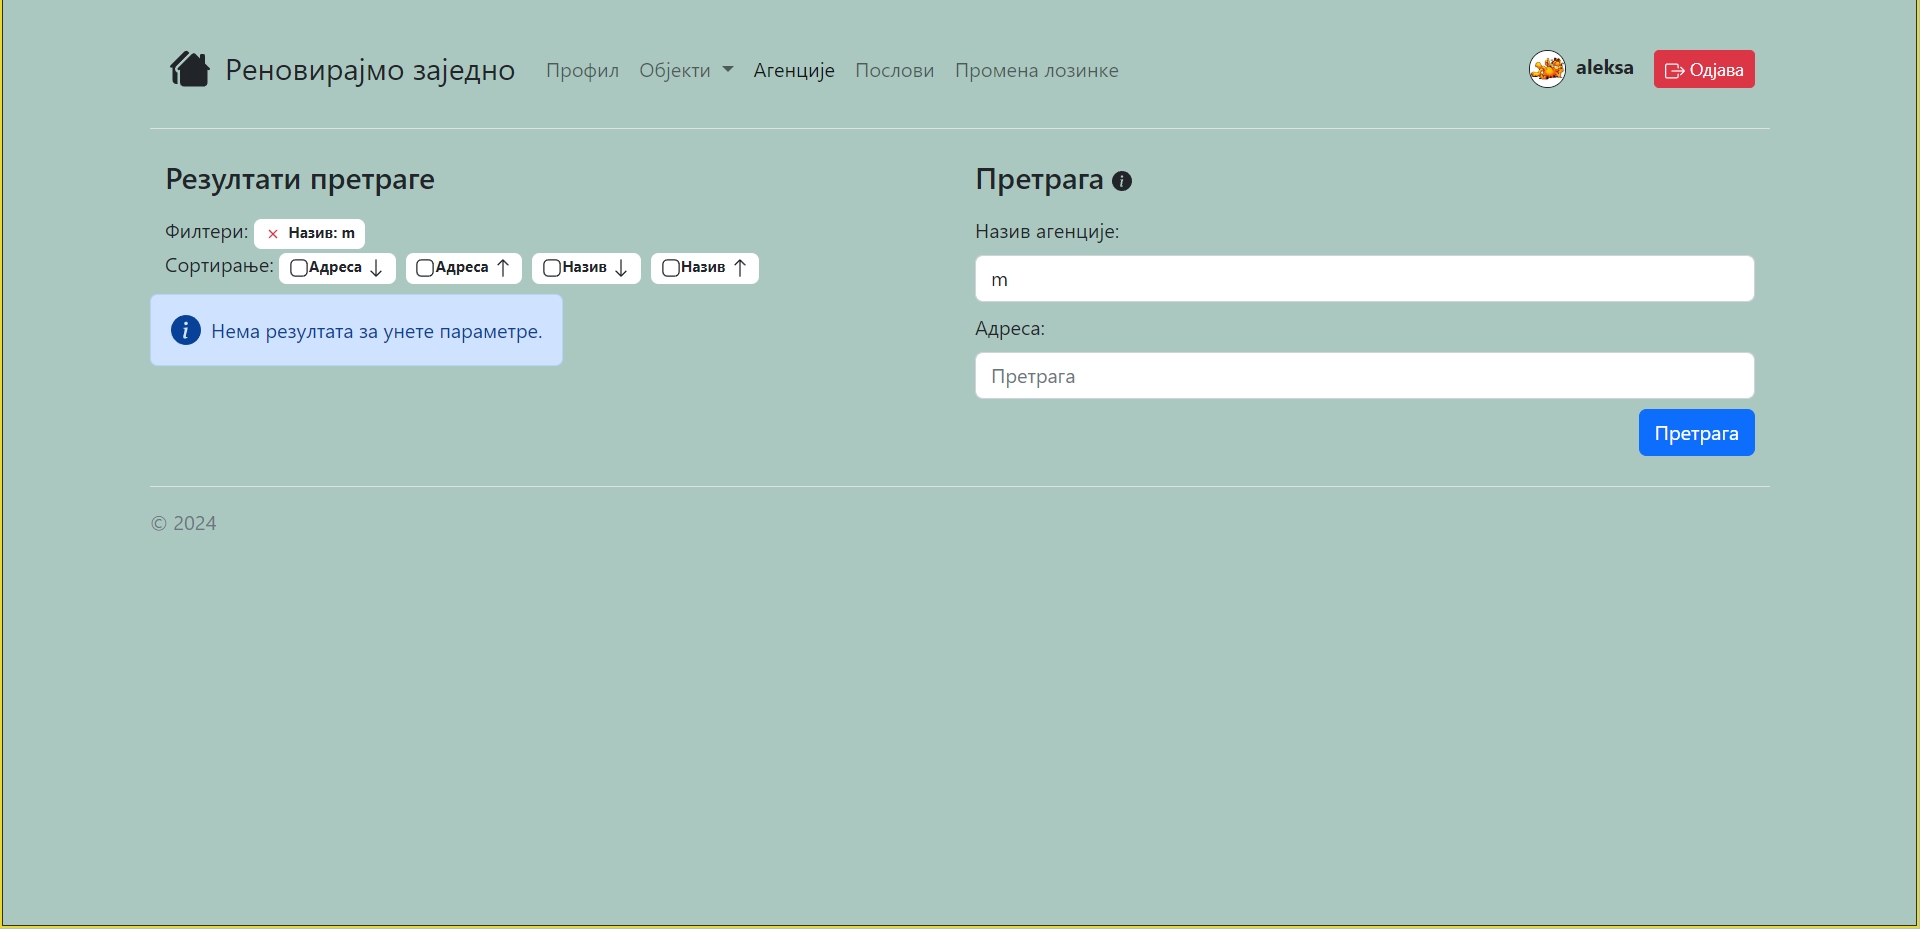 Реновирајмо заједно Профил Објекти Агенције Послови Промена лозинке aleksa Одјава
Резултати претраге
Филтери: Назив: m
Сортирање: Адреса ↓ Адреса ↑ Назив ↓ Назив ↑
Нема резултата за унете параметре.
Претрага
Назив агенције:
m
Адреса:
Претрага
Претрага
© 2024